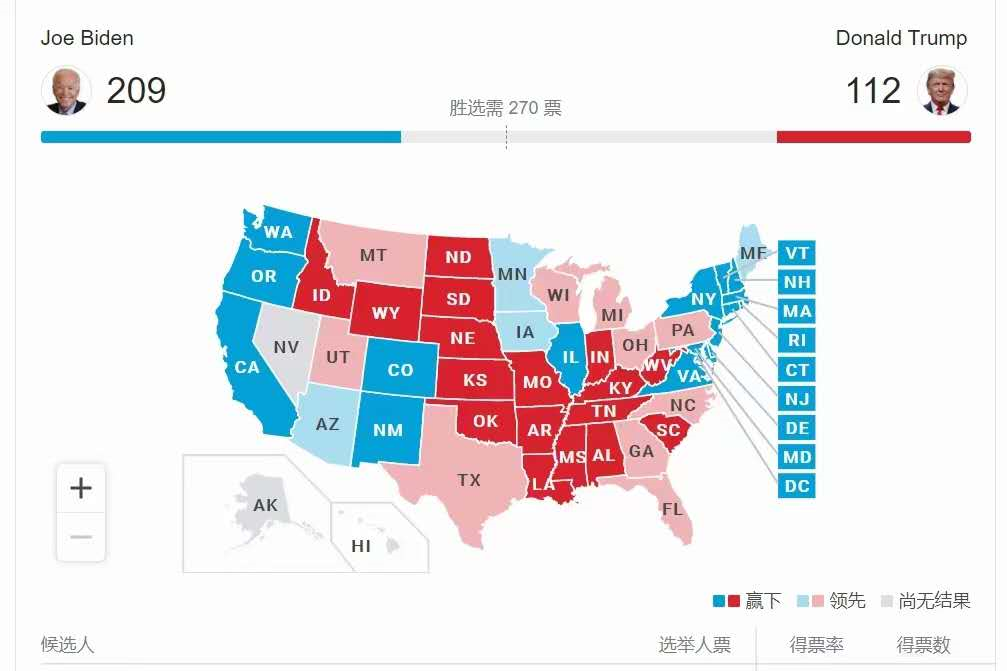 Joe Biden
Donald Trump
209
112
胜选需 270 票
WA
MT
ND
MN
ME
VT
OR
ID
SD
WI
NH
WY
MI
NY
MA
NV
UT
NE
IA
PA
RI
CA
CO
IL
IN
OH
CT
KS
MO
WV
VA
KY
NJ
AZ
NM
OK
AR
TN
NC
DE
SC
MS
AL
GA
MD
TX
LA
DC
AK
FL
HI
+
−
赢下
领先
尚无结果
候选人
选举人票
得票率
得票数